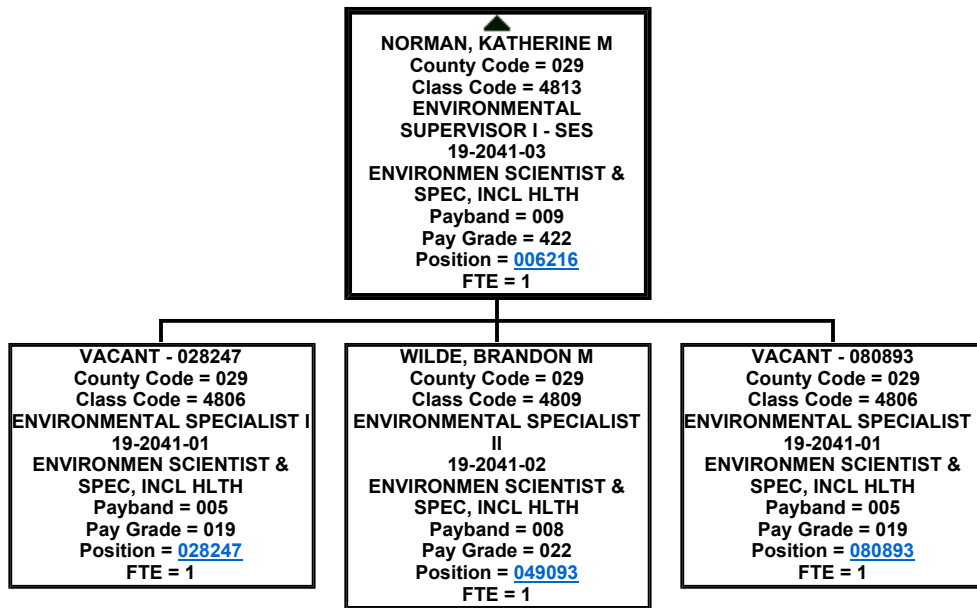 NORMAN, KATHERINE M
County Code = 029
Class Code = 4813
ENVIRONMENTAL
SUPERVISOR I - SES
19-2041-03
ENVIRONMEN SCIENTIST &
SPEC, INCL HLTH
Payband = 009
Pay Grade = 422
Position = 006216
FTE = 1
VACANT - 028247
County Code = 029
Class Code = 4806
ENVIRONMENTAL SPECIALIST I
19-2041-01
ENVIRONMEN SCIENTIST &
SPEC, INCL HLTH
Payband = 005
Pay Grade = 019
Position = 028247
FTE = 1
WILDE, BRANDON M
County Code = 029
Class Code = 4809
ENVIRONMENTAL SPECIALIST
II
19-2041-02
ENVIRONMEN SCIENTIST &
SPEC, INCL HLTH
Payband = 008
Pay Grade = 022
Position = 049093
FTE = 1
VACANT - 080893
County Code = 029
Class Code = 4806
ENVIRONMENTAL SPECIALIST
19-2041-01
ENVIRONMEN SCIENTIST &
SPEC, INCL HLTH
Payband = 005
Pay Grade = 019
Position = 080893
FTE = 1